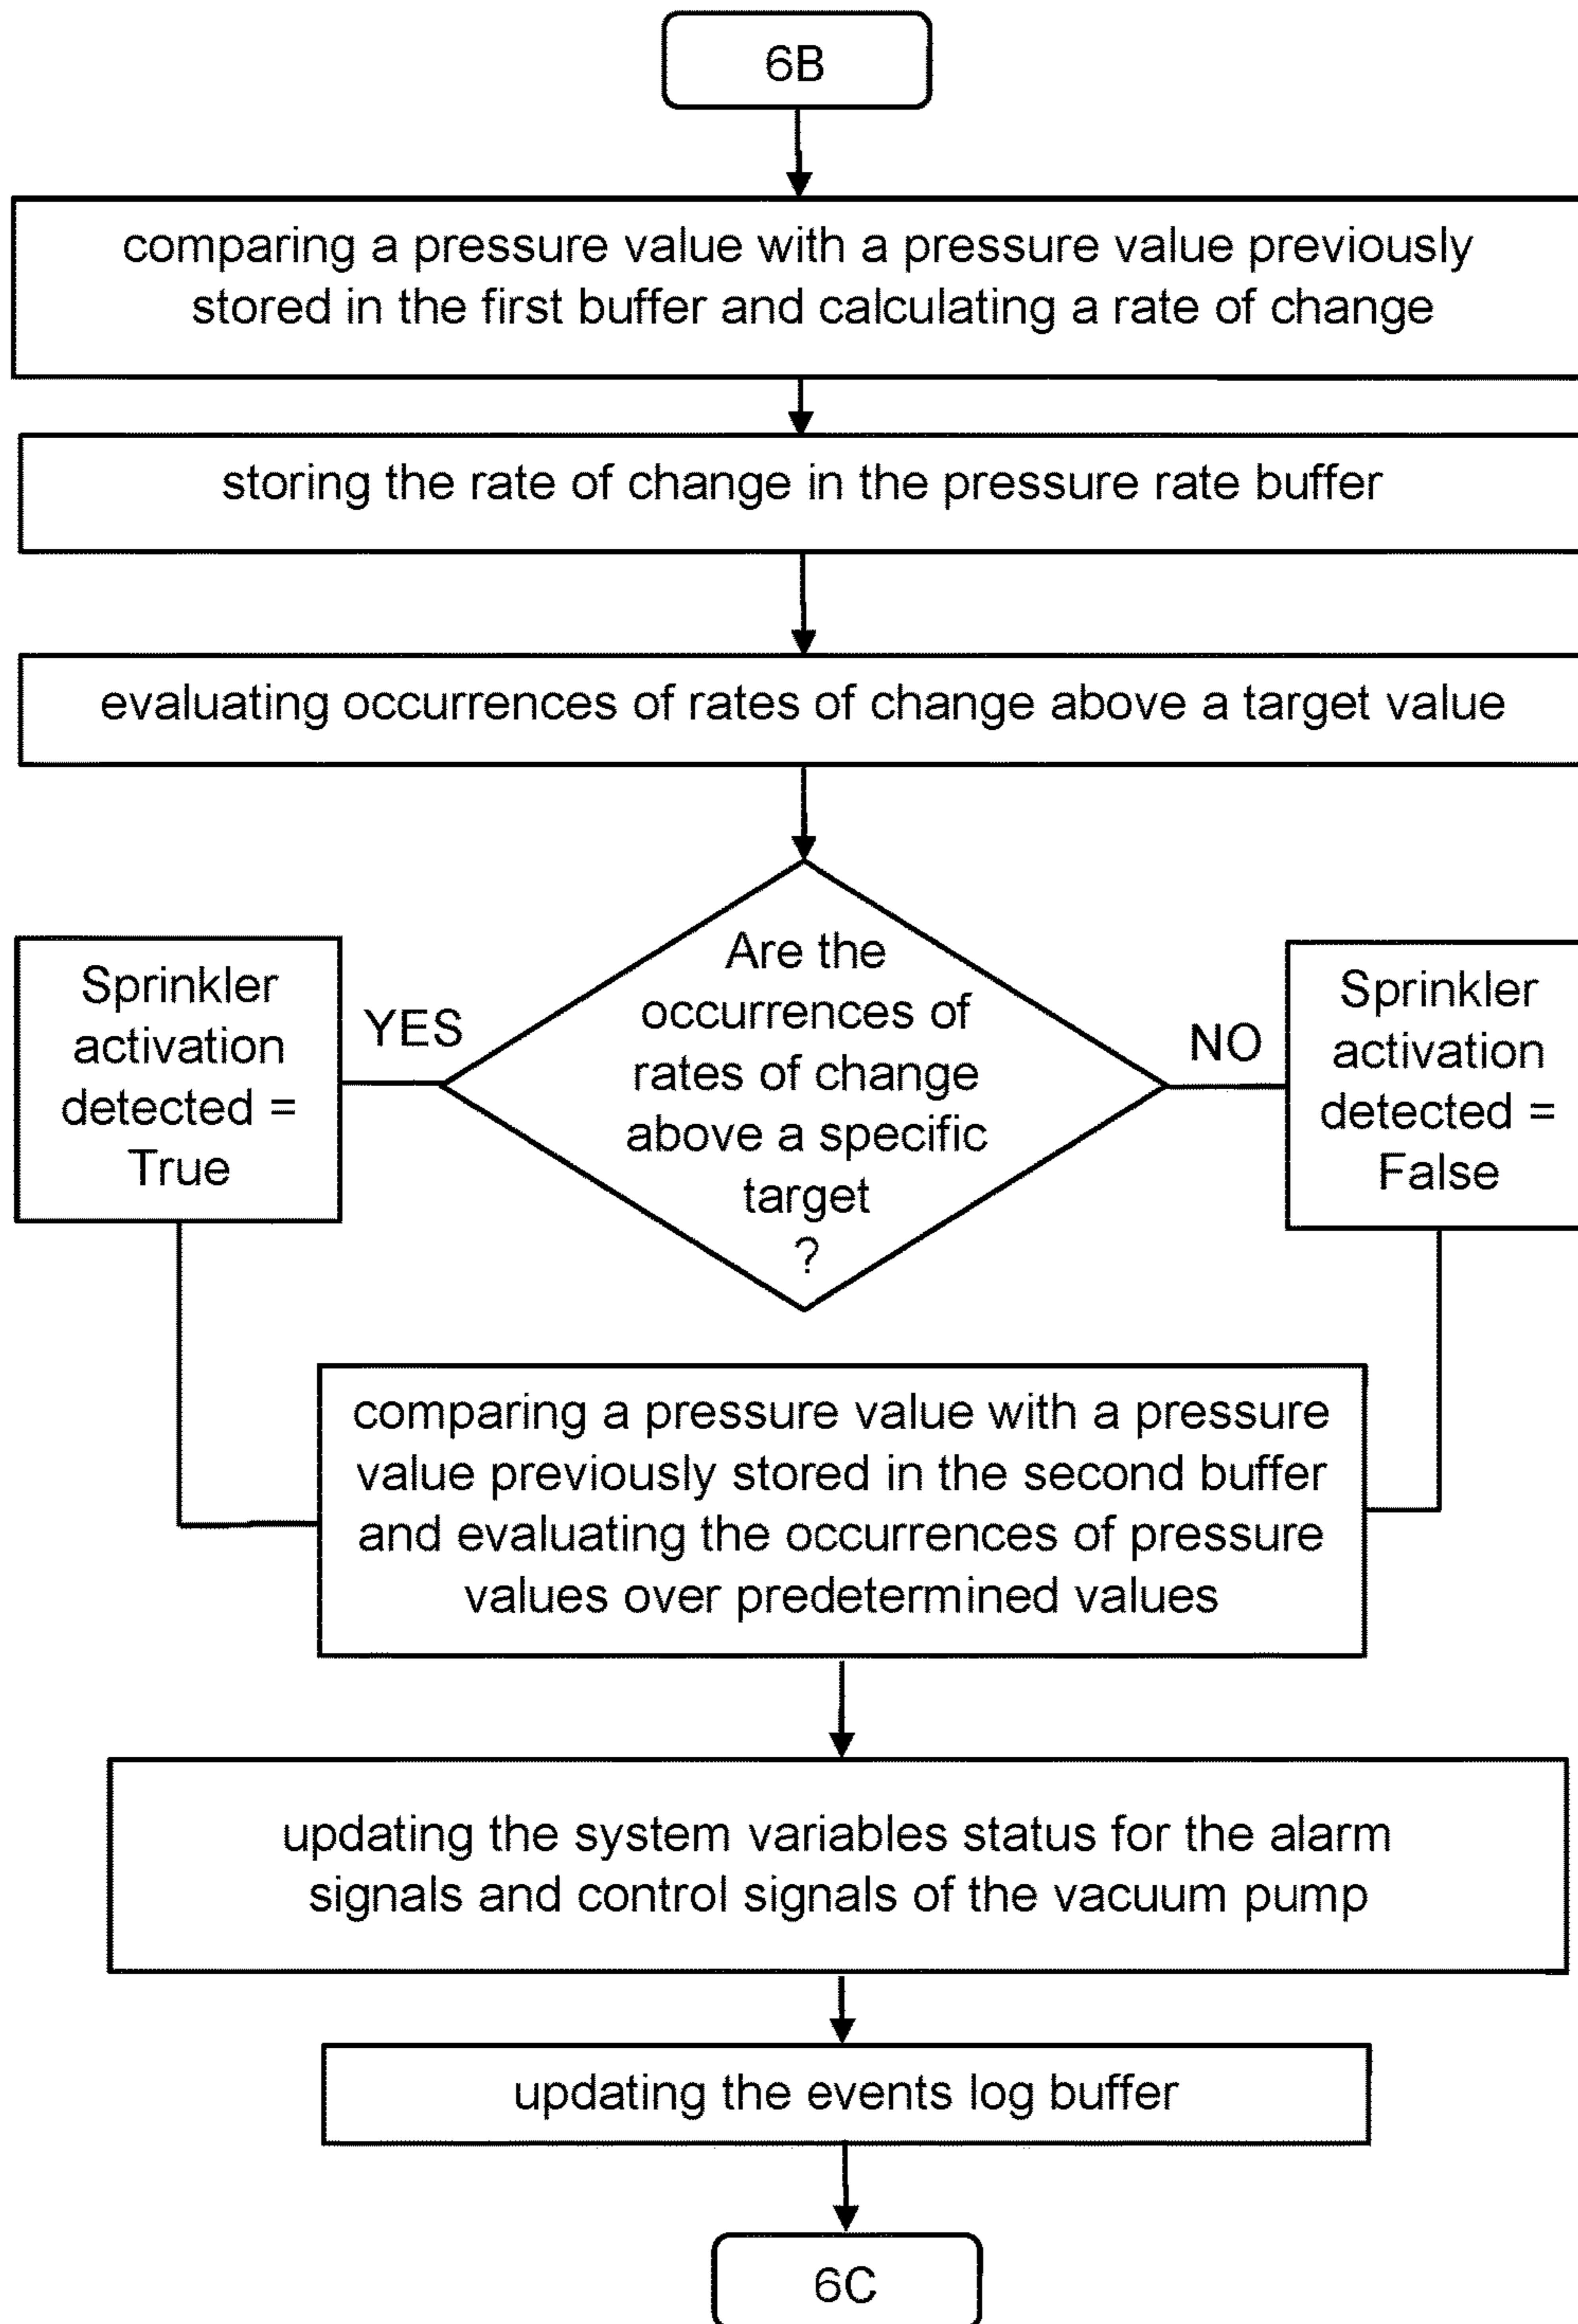 6B
comparing a pressure value with a pressure value previously
stored in the first buffer and calculating a rate of change
storing the rate of change in the pressure rate buffer
evaluating occurrences of rates of change above a target value
Sprinkler
activation
detected =
True
YES
Are the
occurrences of
rates of change
above a specific
target
?
NO
Sprinkler
activation
detected =
False
comparing a pressure value with a pressure
value previously stored in the second buffer
and evaluating the occurrences of pressure
values over predetermined values
updating the system variables status for the alarm
signals and control signals of the vacuum pump
updating the events log buffer
6C